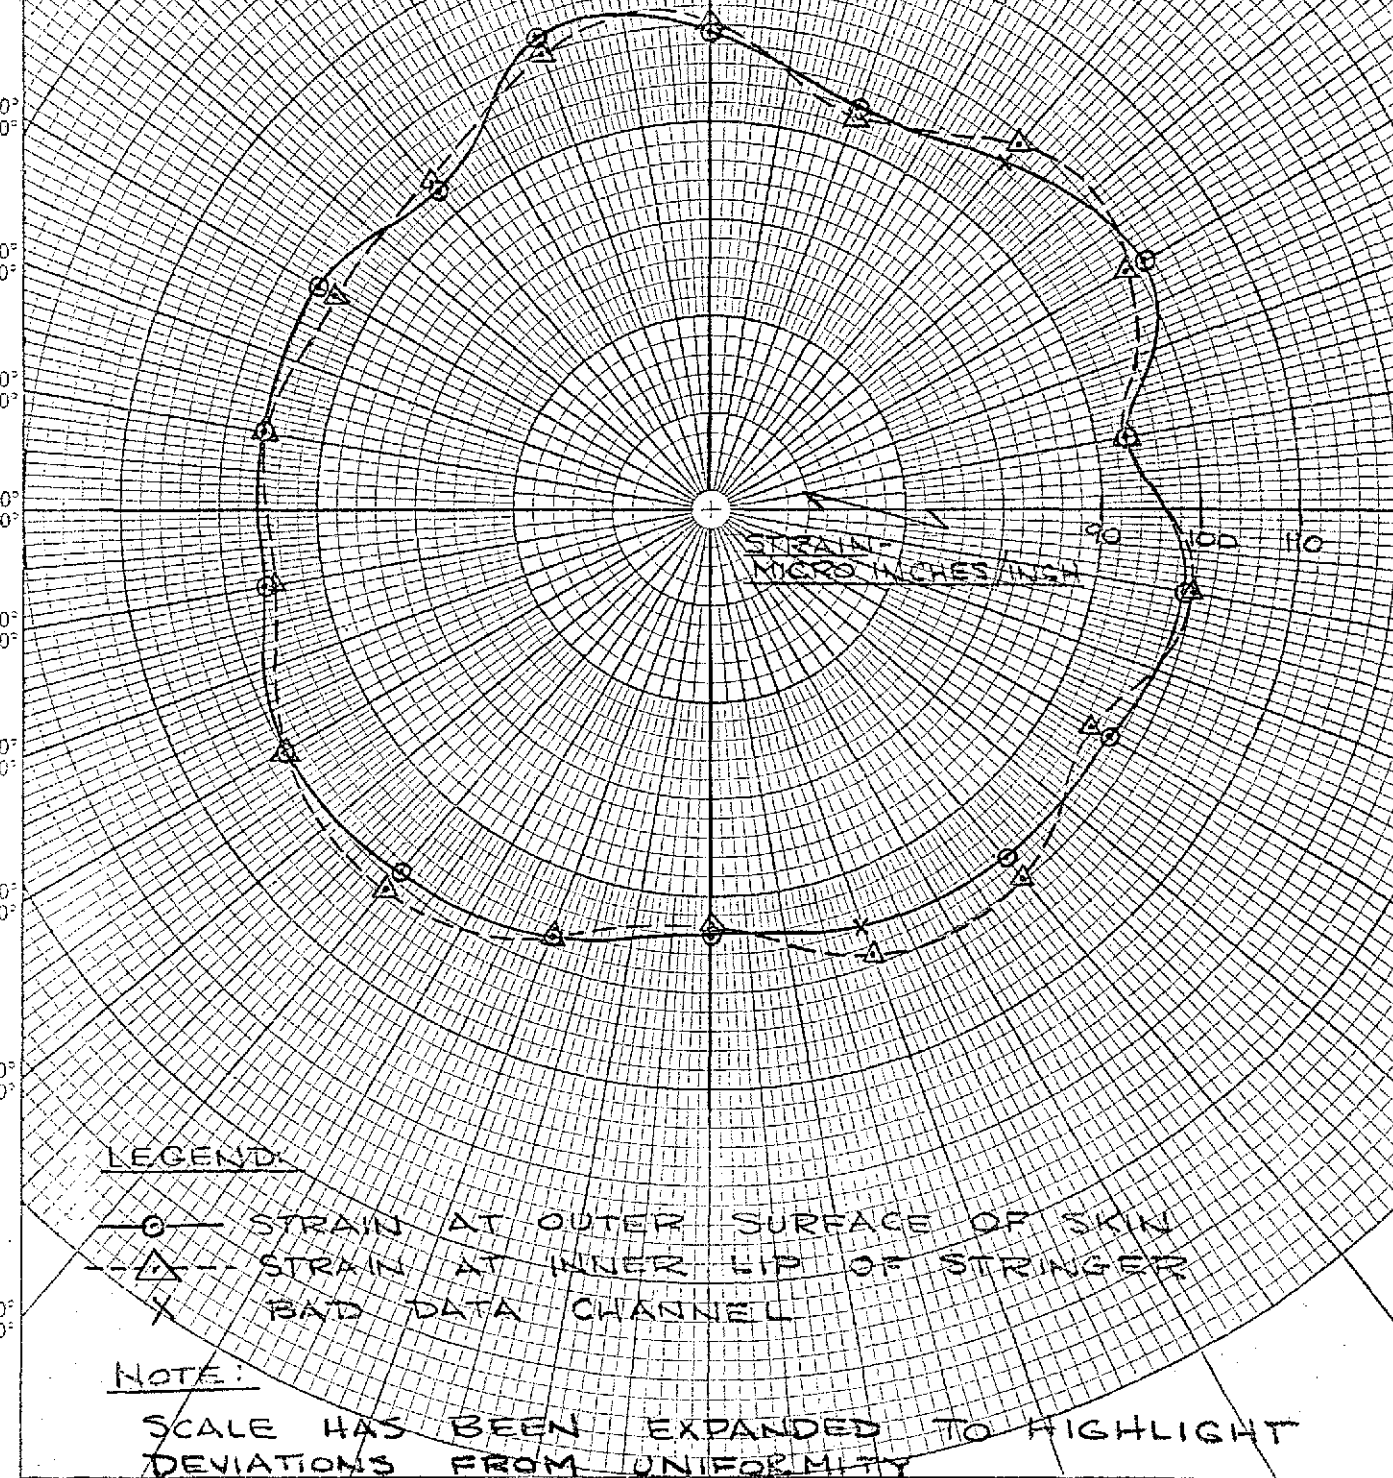 90 100 110
STRAIN-
MICRO INCHES/INCH
LEGEND:
STRAIN AT OUTER SURFACE OF SKIN
STRAIN AT INNER LIP OF STRINGER
X BAD DATA CHANNEL
NOTE:
SCALE HAS BEEN EXPANDED TO HIGHLIGHT
DEVIATIONS FROM UNIFORMITY